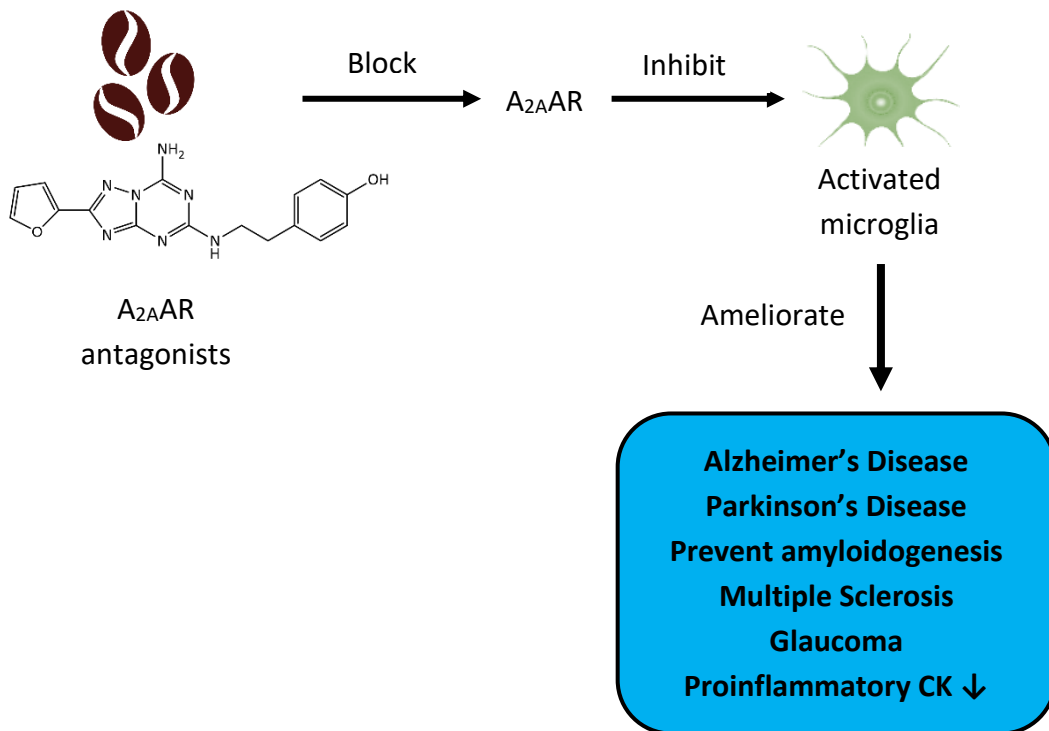 Block
Inhibit
A₂ₐAR
NH₂
N
N
N
N
N
N
H
O
OH
A₂ₐAR
antagonists
Activated
microglia
Ameliorate
Alzheimer’s Disease
Parkinson’s Disease
Prevent amyloidogenesis
Multiple Sclerosis
Glaucoma
Proinflammatory CK ↓